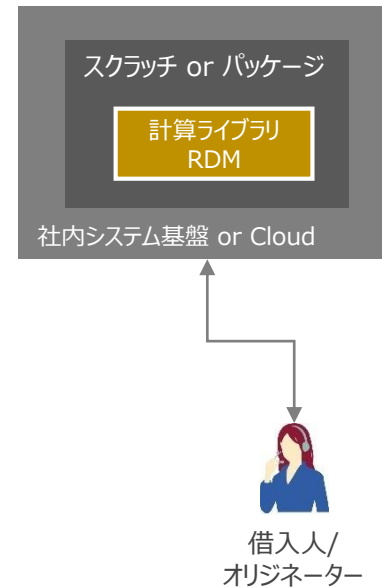 スクラッチ or パッケージ
計算ライブラリ
RDM
社内システム基盤 or Cloud
借入人/
オリジネーター